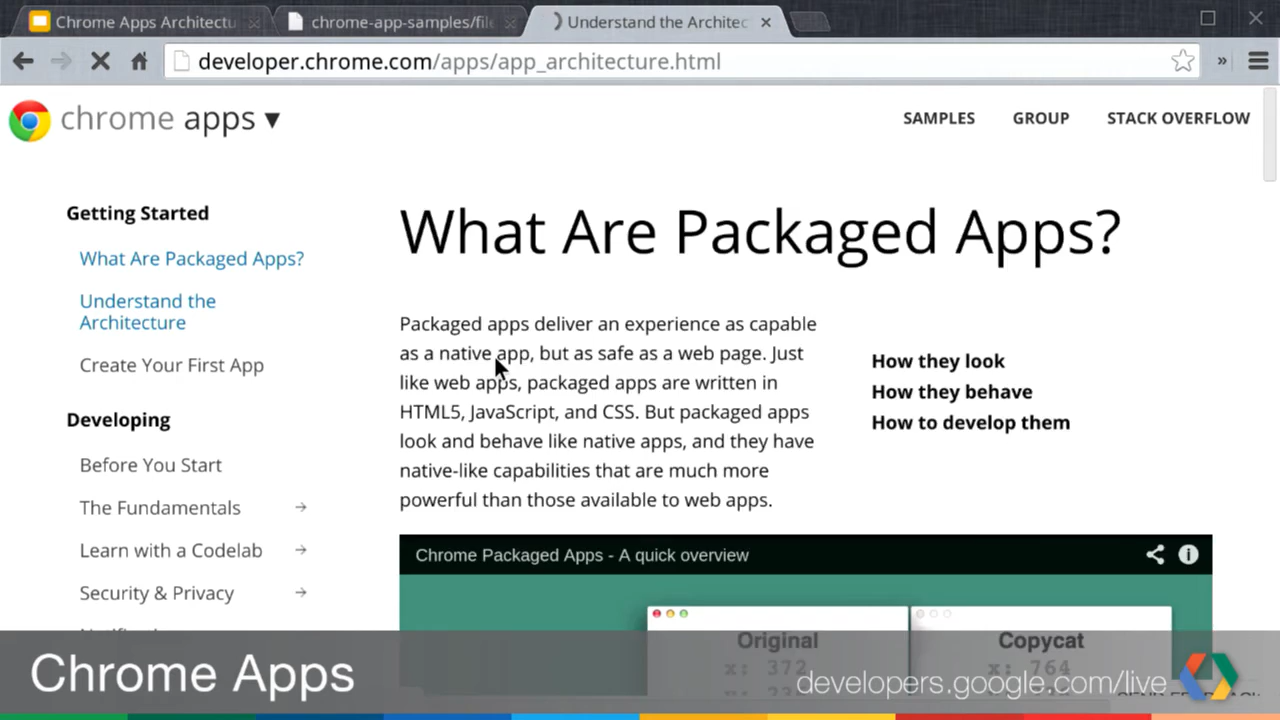 Chrome Apps Architectu
chrome-app-samples/file
Understand the Architec
developer.chrome.com/apps/app_architecture.html
chrome apps
SAMPLES
GROUP
STACK OVERFLOW
Getting Started
What Are Packaged Apps?
Understand the
Architecture
Create Your First App
Developing
Before You Start
The Fundamentals
Learn with a Codelab
Security & Privacy
What Are Packaged Apps?
Packaged apps deliver an experience as capable
as a native app, but as safe as a web page. Just
like web apps, packaged apps are written in
HTML5, JavaScript, and CSS. But packaged apps
look and behave like native apps, and they have
native-like capabilities that are much more
powerful than those available to web apps.
How they look
How they behave
How to develop them
Chrome Packaged Apps - A quick overview
Original
x: 372
Copycat
x: 764
Chrome Apps
developers.google.com/live